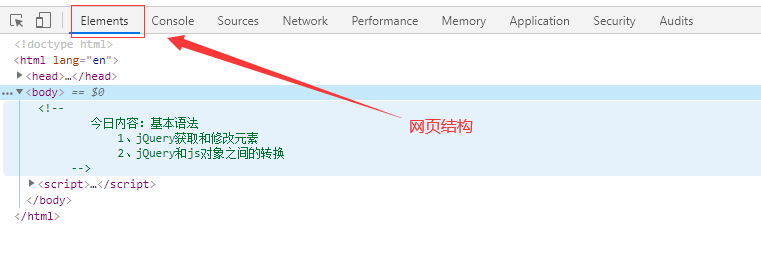 Elements Console Sources Network Performance Memory Application Security Audits
<!doctype html>
<html lang="en">
<head>…</head>
<body> == $0
<!--
今日内容：基本语法
1、jQuery获取和修改元素
2、jQuery和js对象之间的转换
-->
网页结构
<script>…</script>
</body>
</html>